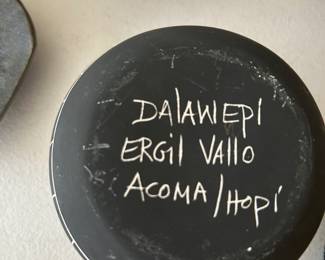 Dalawepi
Ergil Vallo
Acoma/Hopi